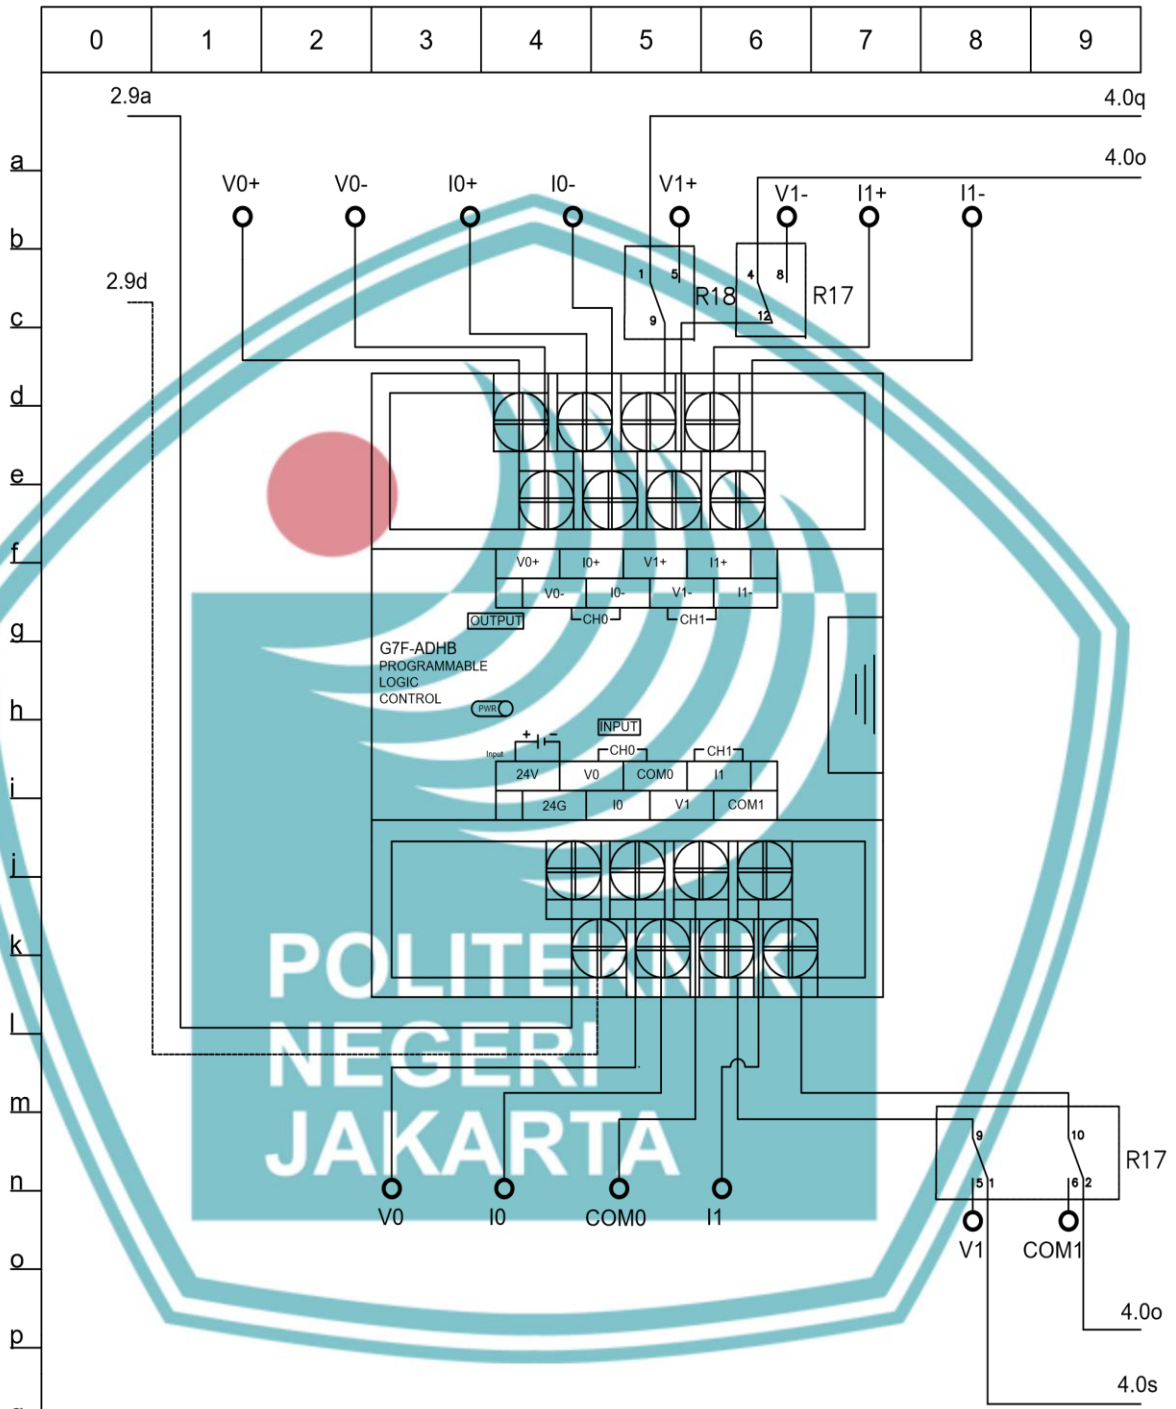 0 1 2 3 4 5 6 7 8 9
2.9a 4.0q
a 4.0o
V0+ V0- I0+ I0- V1+ V1- I1+ I1-
b
2.9d 1 5 R18 4 8 R17
c 9 12
d
e
f
V0+ I0+ V1+ I1+
V0- I0- V1- I1-
g OUTPUT CH0 CH1
G7F-ADHB
PROGRAMMABLE
LOGIC
CONTROL
h PWR
INPUT
+ -
Input CH0 CH1
24V V0 COM0 I1
i 24G I0 V1 COM1
j
k
POLITEKNIK
l
NEGERI
m
JAKARTA
9 10 R17
n 5 1 6 2
V0 I0 COM0 I1
V1 COM1
o
4.0o
p
4.0s